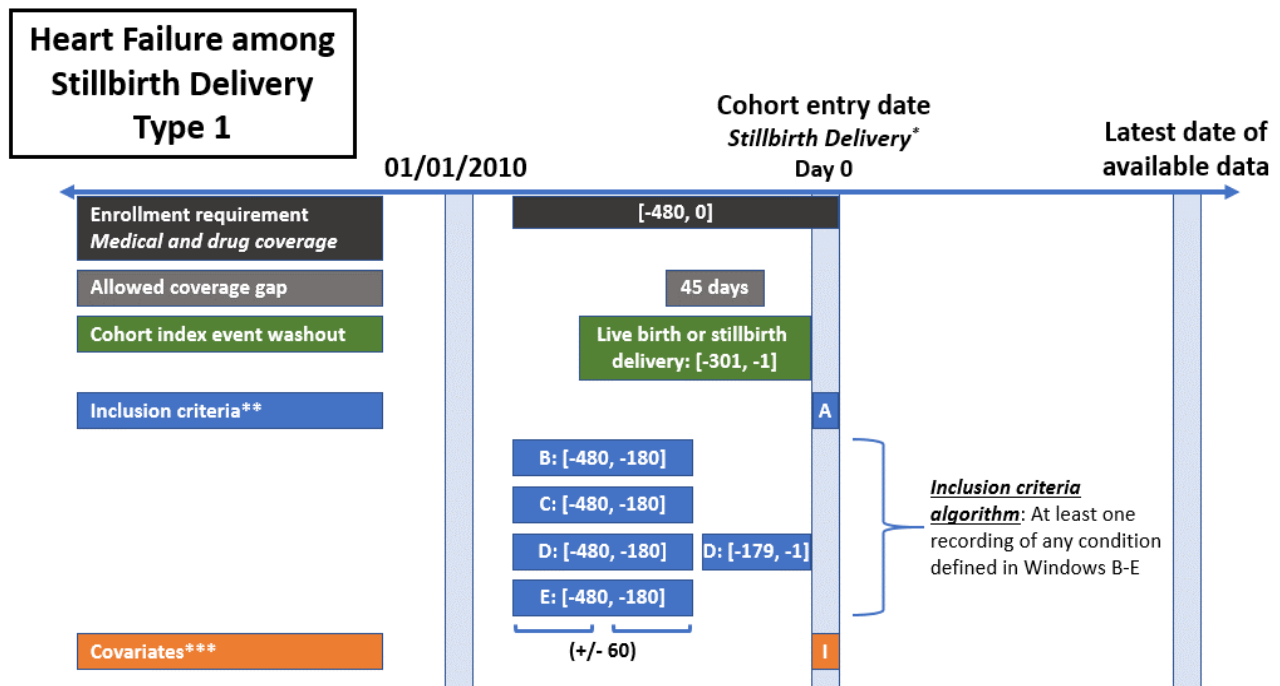 Heart Failure among
Stillbirth Delivery
Type 1
Cohort entry date
Stillbirth Delivery*
Day 0
01/01/2010
Latest date of
available data
Enrollment requirement
Medical and drug coverage
[-480, 0]
Allowed coverage gap
45 days
Cohort index event washout
Live birth or stillbirth
delivery: [-301, -1]
Inclusion criteria**
A
B: [-480, -180]
C: [-480, -180]
D: [-480, -180]
D: [-179, -1]
E: [-480, -180]
Inclusion criteria
algorithm: At least one
recording of any condition
defined in Windows B-E
(+/- 60)
Covariates***
I